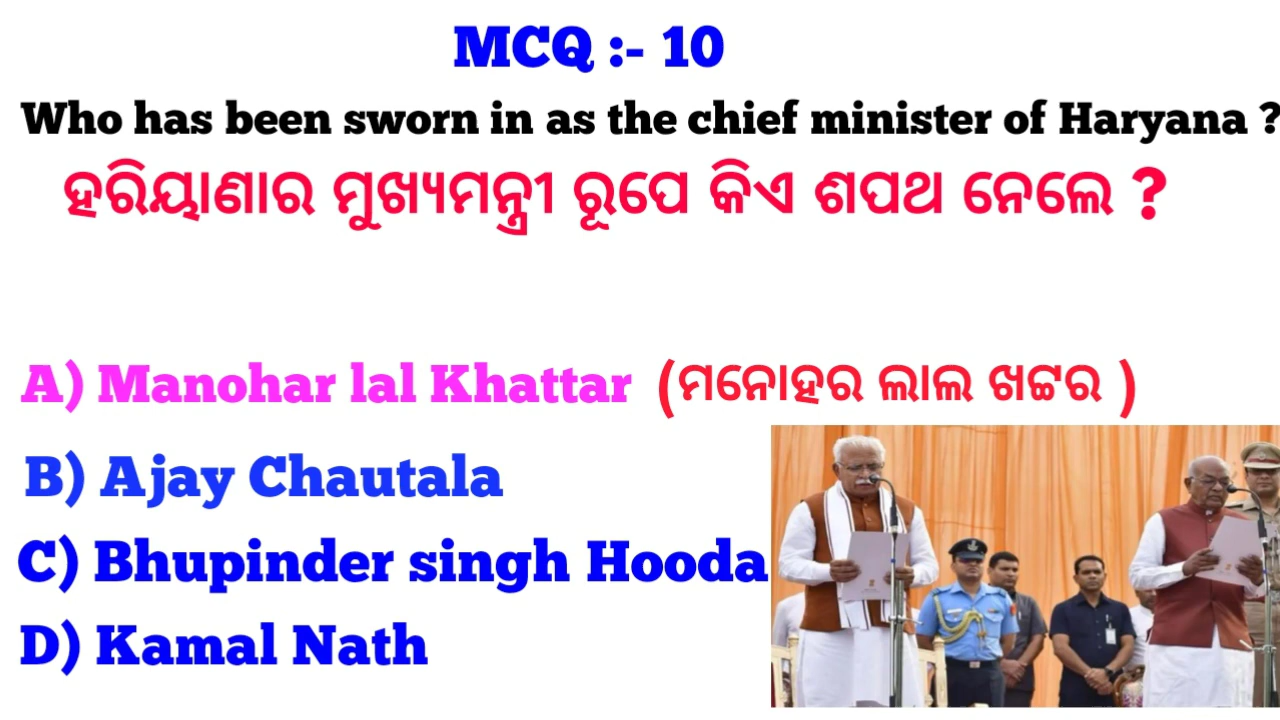 MCQ :- 10
Who has been sworn in as the chief minister of Haryana ?
ହରିୟାଣାର ମୁଖ୍ୟମନ୍ତ୍ରୀ ରୂପେ କିଏ ଶପଥ ନେଲେ ?
A) Manohar lal Khattar (ମନୋହର ଲାଲ ଖଟ୍ଟର )
B) Ajay Chautala
C) Bhupinder singh Hooda
D) Kamal Nath